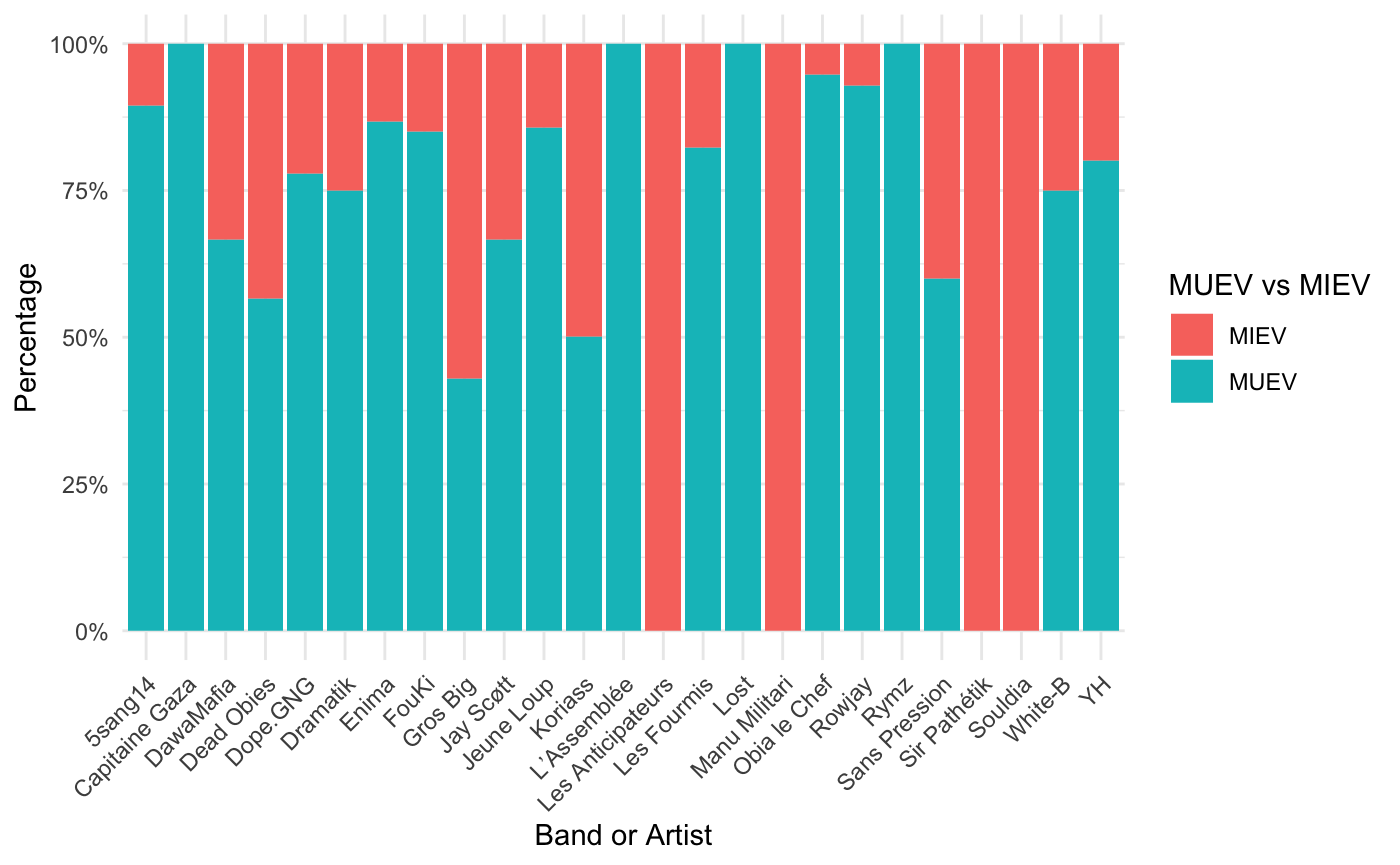 100%
75%
50%
25%
0%
Percentage
5sang14
Capitaine Gaza
DawaMafia
Dead Obies
Dope.GNG
Dramatik
Enima
FouKi
Gros Big
Jay Scøtt
Jeune Loup
Koriass
L'Assemblée
Les Anticipateurs
Les Fourmis
Lost
Manu Militari
Obia le Chef
Rowjay
Rymz
Sans Pression
Sir Pathétik
Souldia
White-B
YH
Band or Artist
MUEV vs MIEV
MIEV
MUEV